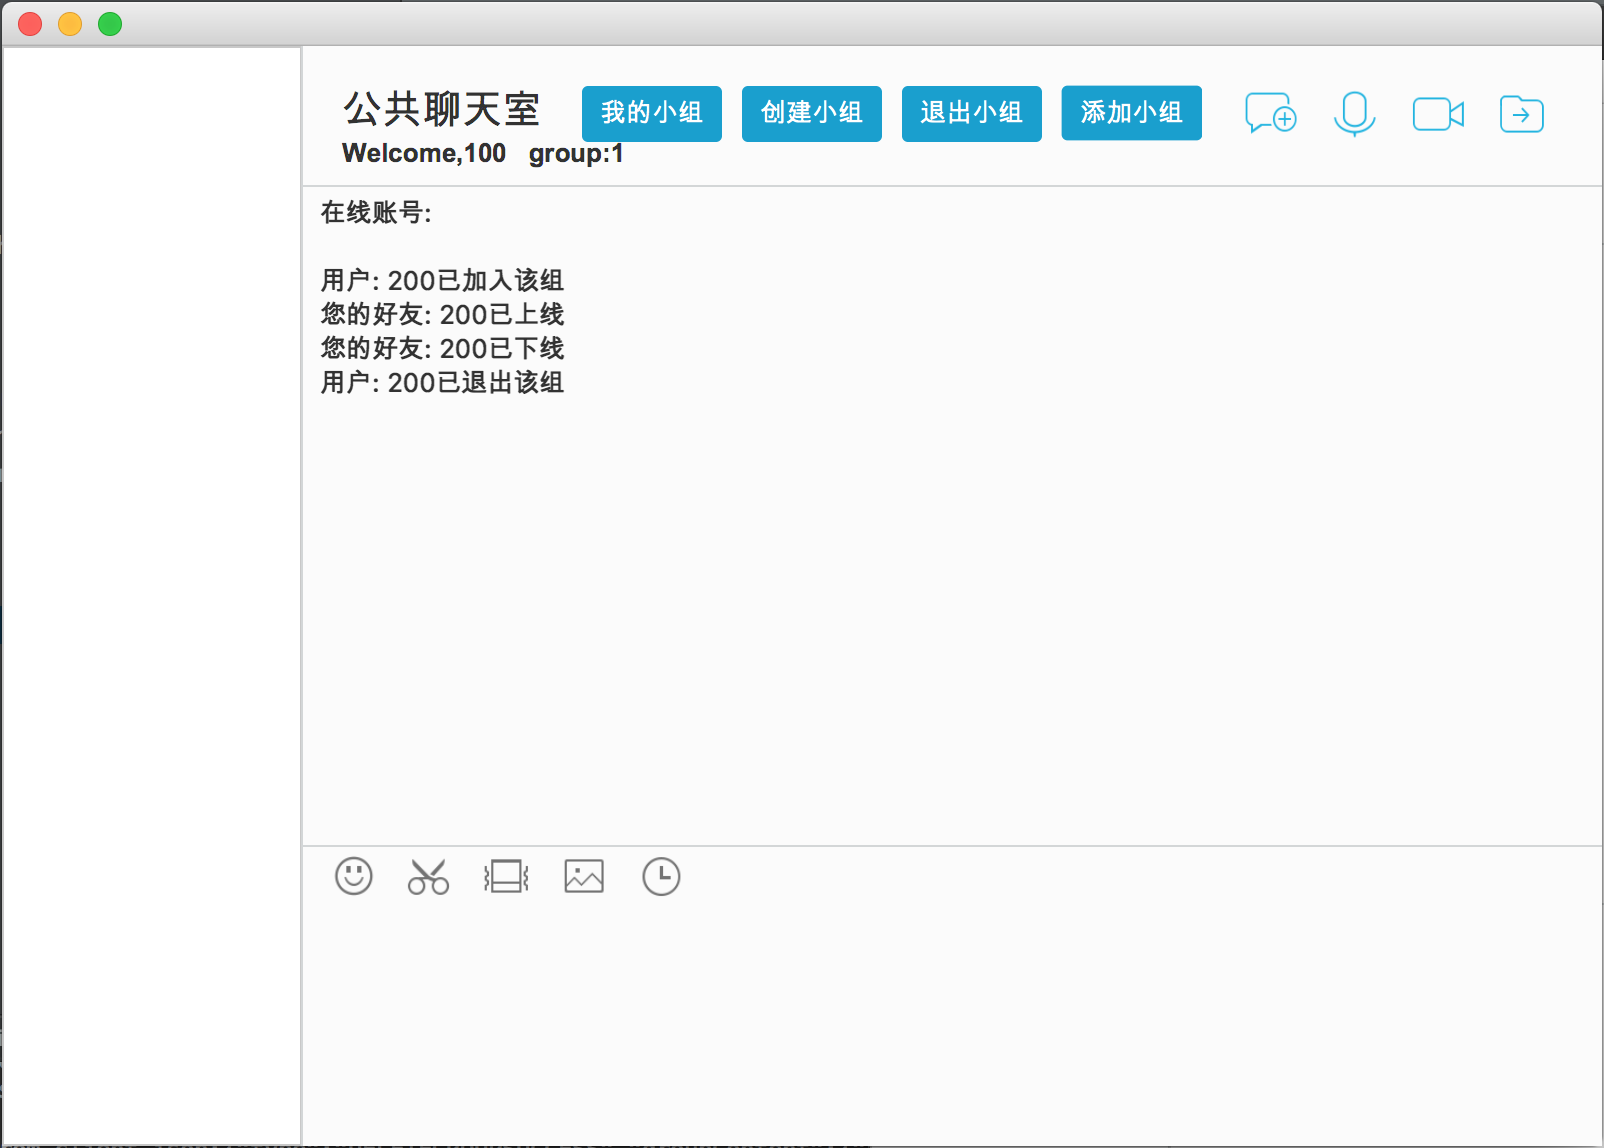 公共聊天室
我的小组
创建小组
退出小组
添加小组
Welcome,100 group:1
在线账号:
用户: 200已加入该组
您的好友: 200已上线
您的好友: 200已下线
用户: 200已退出该组